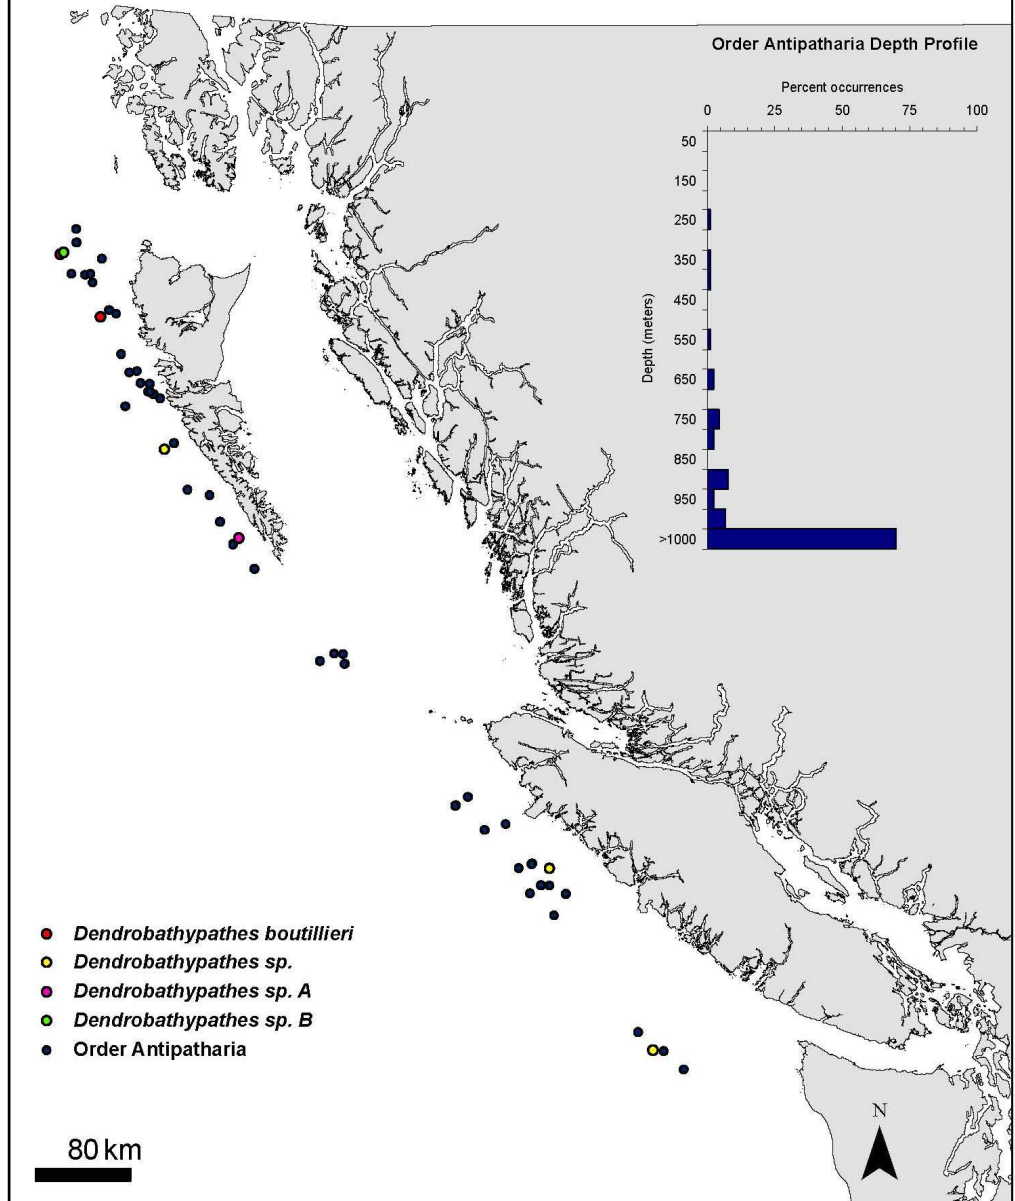 Order Antipatharia Depth Profile
Percent occurrences
0 25 50 75 100
Depth (meters)
50
150
250
350
450
550
650
750
850
950
>1000
Dendrobathypathes boutillieri
Dendrobathypathes sp.
Dendrobathypathes sp. A
Dendrobathypathes sp. B
Order Antipatharia
80 km
N